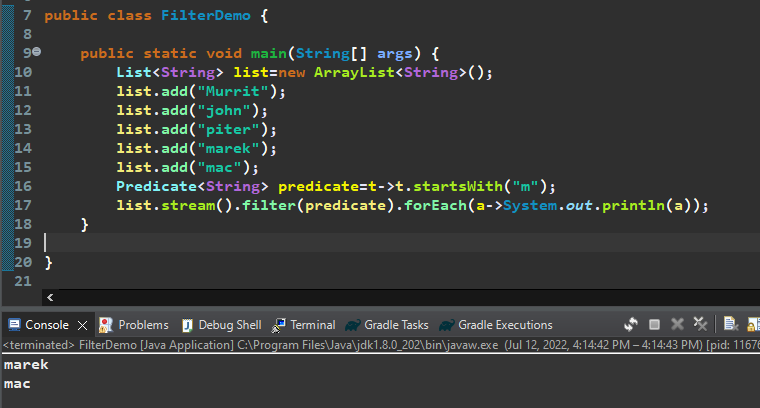 7 public class FilterDemo {
8
9 public static void main(String[] args) {
10 List<String> list=new ArrayList<String>();
11 list.add("Murrit");
12 list.add("john");
13 list.add("piter");
14 list.add("marek");
15 list.add("mac");
16 Predicate<String> predicate=t->t.startsWith("m");
17 list.stream().filter(predicate).forEach(a->System.out.println(a));
18 }
19
20 }
21
Console Problems Debug Shell Terminal Gradle Tasks Gradle Executions
<terminated> FilterDemo [Java Application] C:\Program Files\Java\jdk1.8.0_202\bin\javaw.exe (Jul 12, 2022, 4:14:42 PM – 4:14:43 PM) [pid: 11676
marek
mac